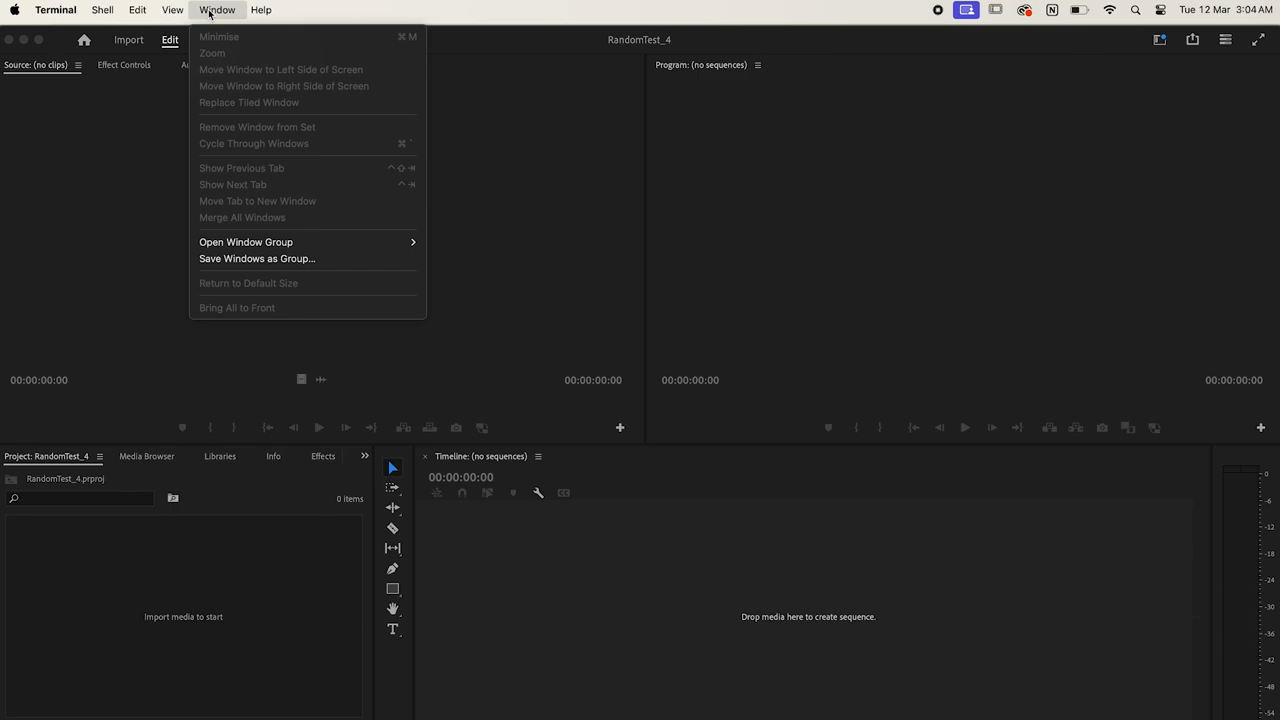 Terminal Shell Edit View Window Help Tue 12 Mar 3:04 AM
Import Edit RandomTest_4
Minimise ⌘ M
Zoom
Source: (no clips) Effect Controls Au Program: (no sequences)
Move Window to Left Side of Screen
Move Window to Right Side of Screen
Replace Tiled Window
Remove Window from Set
Cycle Through Windows ⌘ `
Show Previous Tab ^ ⇧ ⇥
Show Next Tab ^ ⇥
Move Tab to New Window
Merge All Windows
Open Window Group
Save Windows as Group...
Return to Default Size
Bring All to Front
00:00:00:00 00:00:00:00 00:00:00:00 00:00:00:00
Project: RandomTest_4 Media Browser Libraries Info Effects Timeline: (no sequences)
RandomTest_4.prproj
00:00:00:00
0 items
Import media to start
Drop media here to create sequence.
0
-6
-12
-18
-24
-30
-36
-42
-48
-54